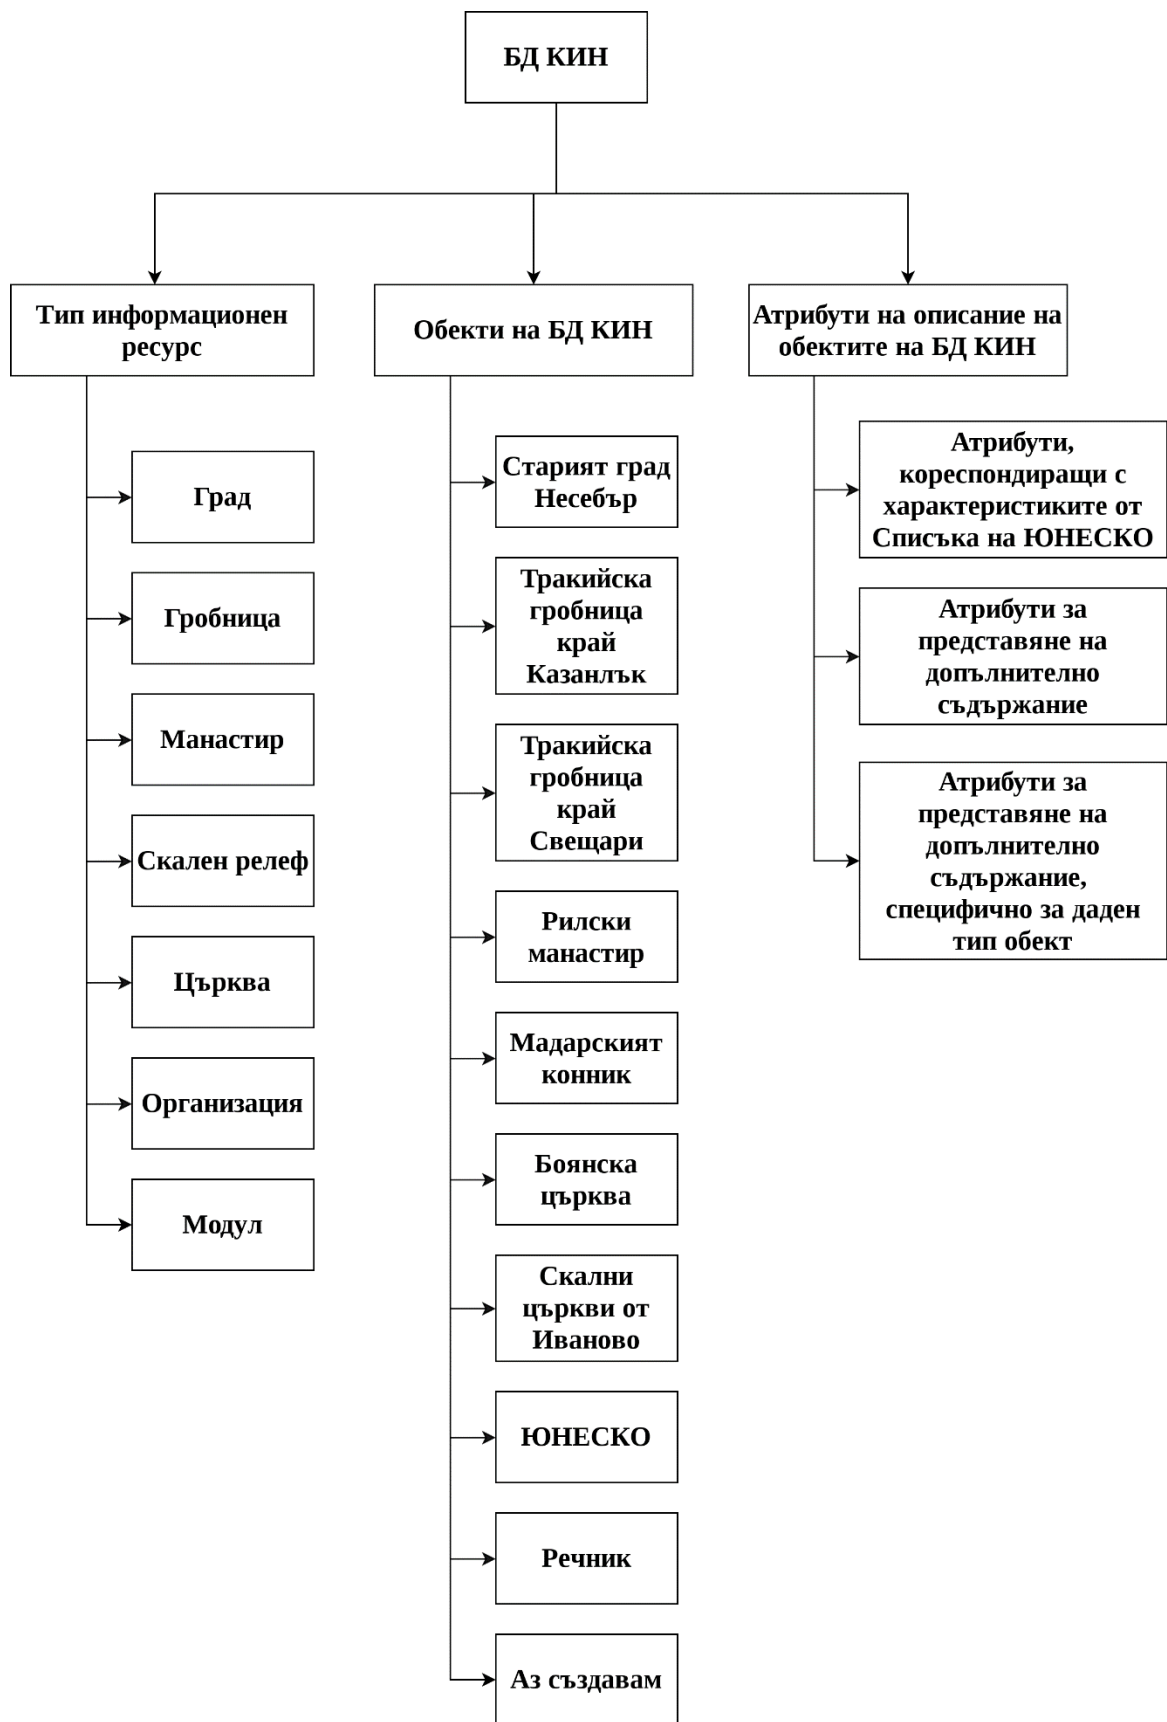 БД КИН
Тип информационен
ресурс
Град
Гробница
Манастир
Скален релеф
Църква
Организация
Модул
Обекти на БД КИН
Старият град
Несебър
Тракийска
гробница
край
Казанлък
Тракийска
гробница
край
Свещари
Рилски
манастир
Мадарският
конник
Боянска
църква
Скални
църкви от
Иваново
ЮНЕСКО
Речник
Аз създавам
Атрибути на описание на
обектите на БД КИН
Атрибути,
кореспондиращи с
характеристиките от
Списъка на ЮНЕСКО
Атрибути за
представяне на
допълнително
съдържание
Атрибути за
представяне на
допълнително
съдържание,
специфично за даден
тип обект